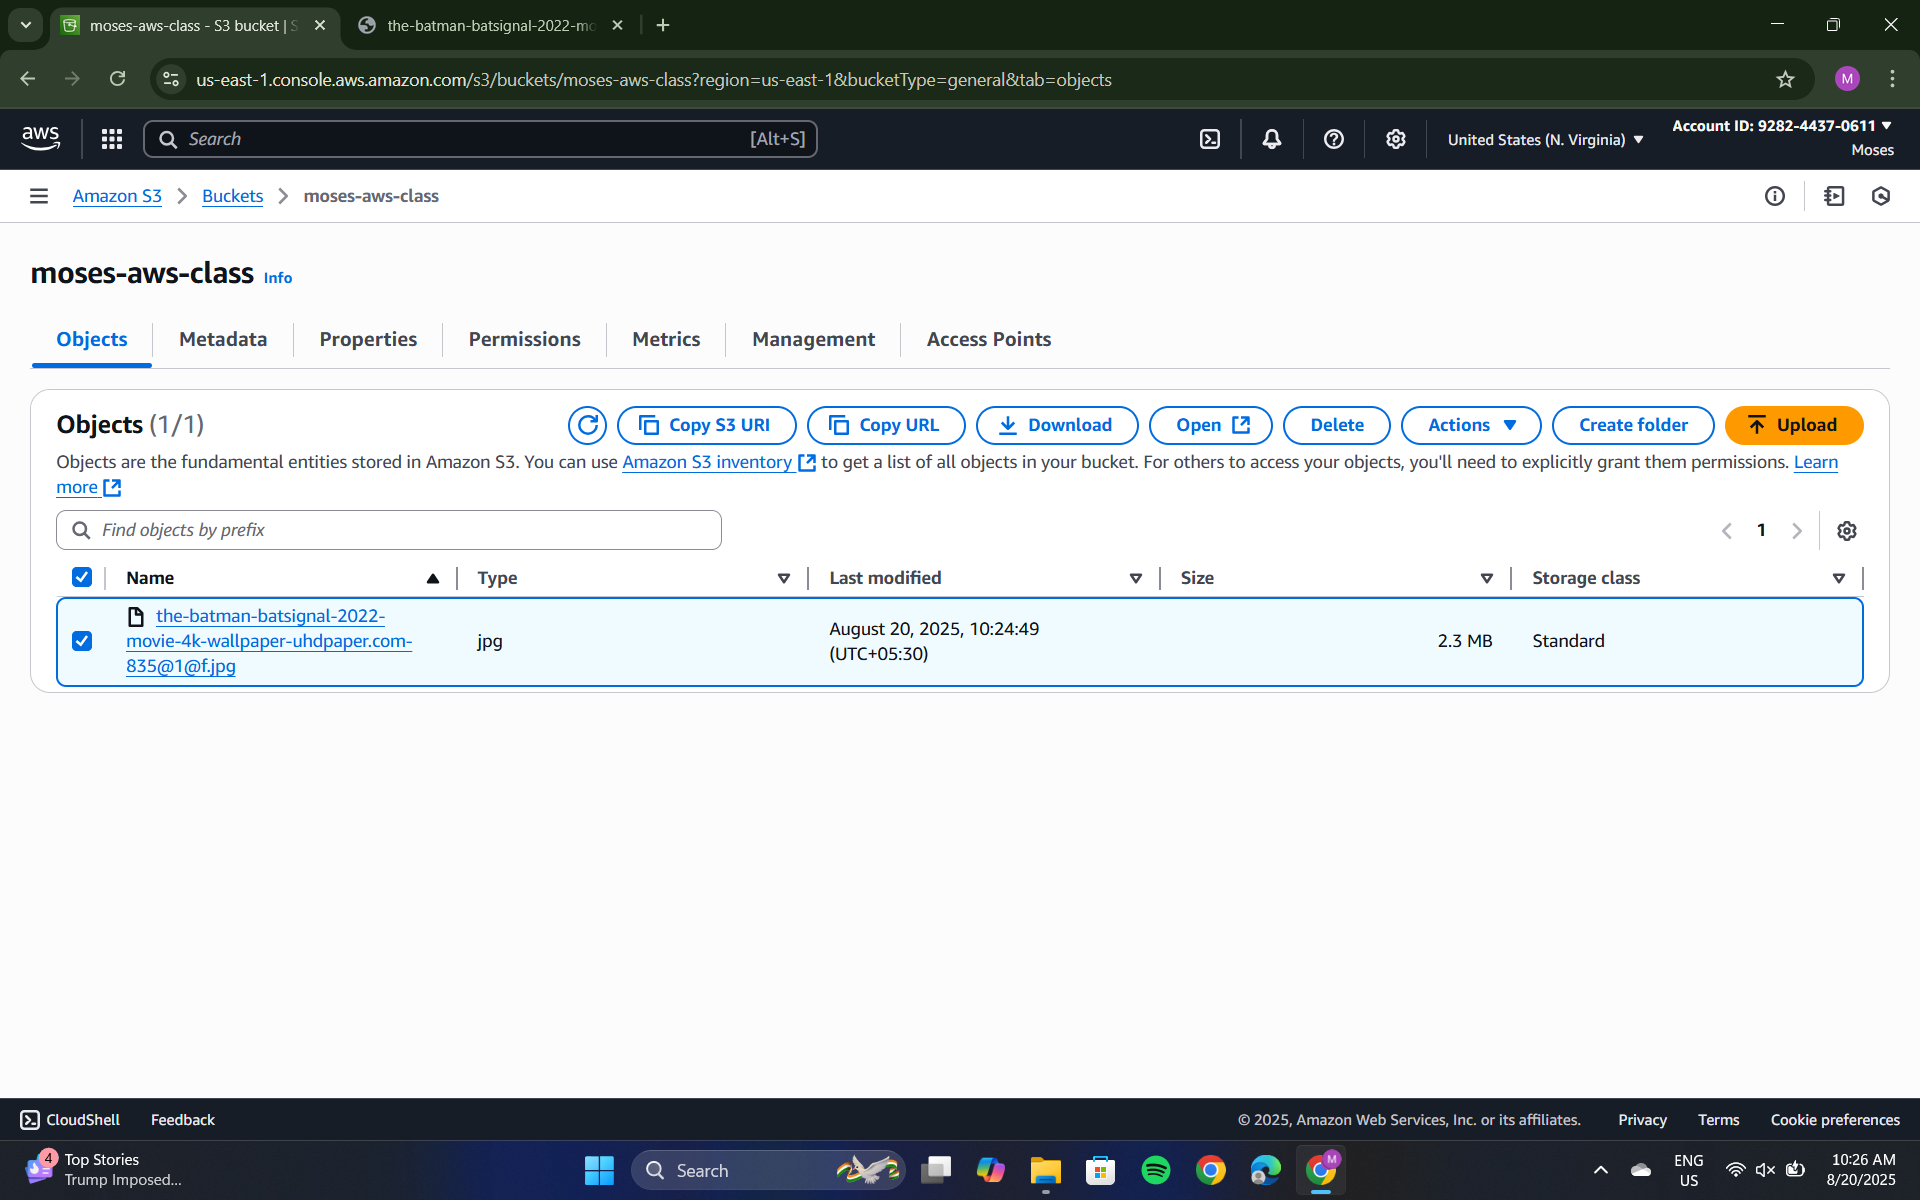 moses-aws-class - S3 bucket | S
the-batman-batsignal-2022-mo
us-east-1.console.aws.amazon.com/s3/buckets/moses-aws-class?region=us-east-1&bucketType=general&tab=objects
M
aws
Search
[Alt+S]
United States (N. Virginia)
Account ID: 9282-4437-0611
Moses
Amazon S3
Buckets
moses-aws-class
moses-aws-class Info
Objects
Metadata
Properties
Permissions
Metrics
Management
Access Points
Objects (1/1)
Copy S3 URI
Copy URL
Download
Open
Delete
Actions
Create folder
Upload
Objects are the fundamental entities stored in Amazon S3. You can use Amazon S3 inventory to get a list of all objects in your bucket. For others to access your objects, you'll need to explicitly grant them permissions. Learn
more
Find objects by prefix
1
Name
Type
Last modified
Size
Storage class
the-batman-batsignal-2022-
movie-4k-wallpaper-uhdpaper.com-
835@1@f.jpg
jpg
August 20, 2025, 10:24:49
(UTC+05:30)
2.3 MB
Standard
CloudShell
Feedback
© 2025, Amazon Web Services, Inc. or its affiliates.
Privacy
Terms
Cookie preferences
4
Top Stories
Trump Imposed...
Search
M
ENG
US
10:26 AM
8/20/2025